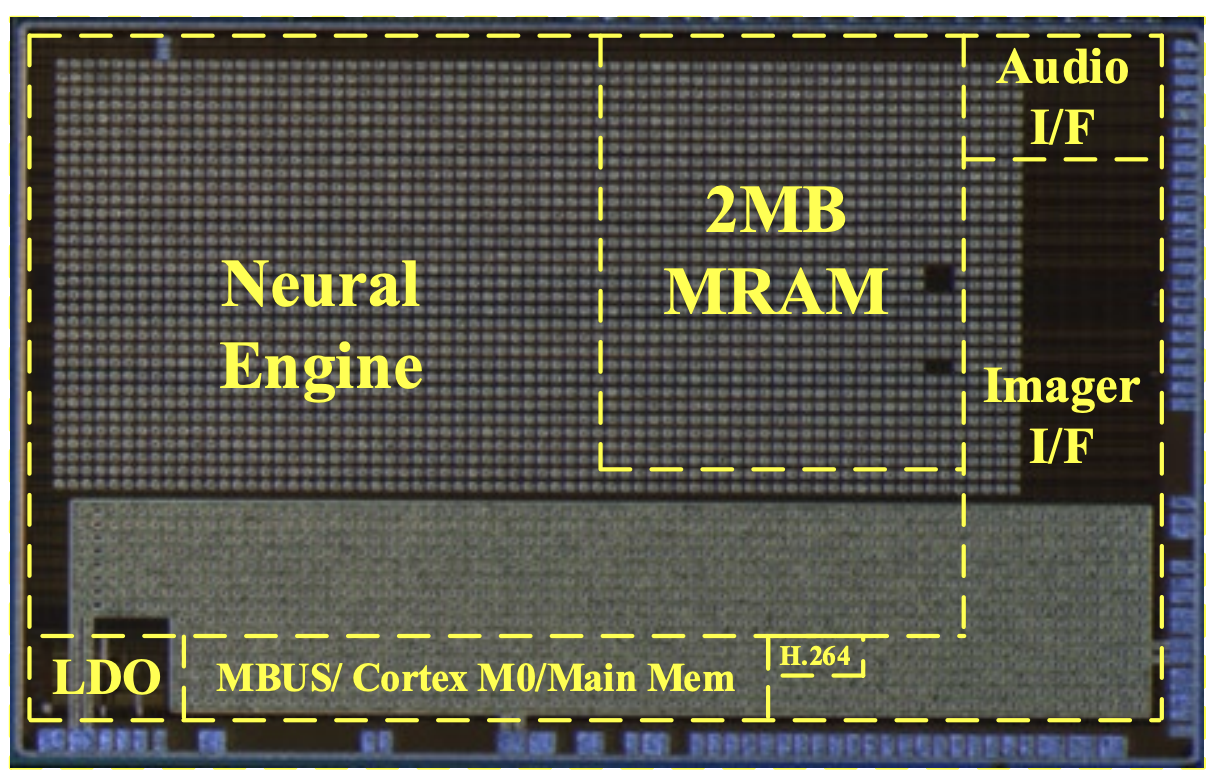 Audio
I/F
2MB
MRAM
Neural
Engine
Imager
I/F
LDO
MBUS/ Cortex M0/Main Mem
H.264